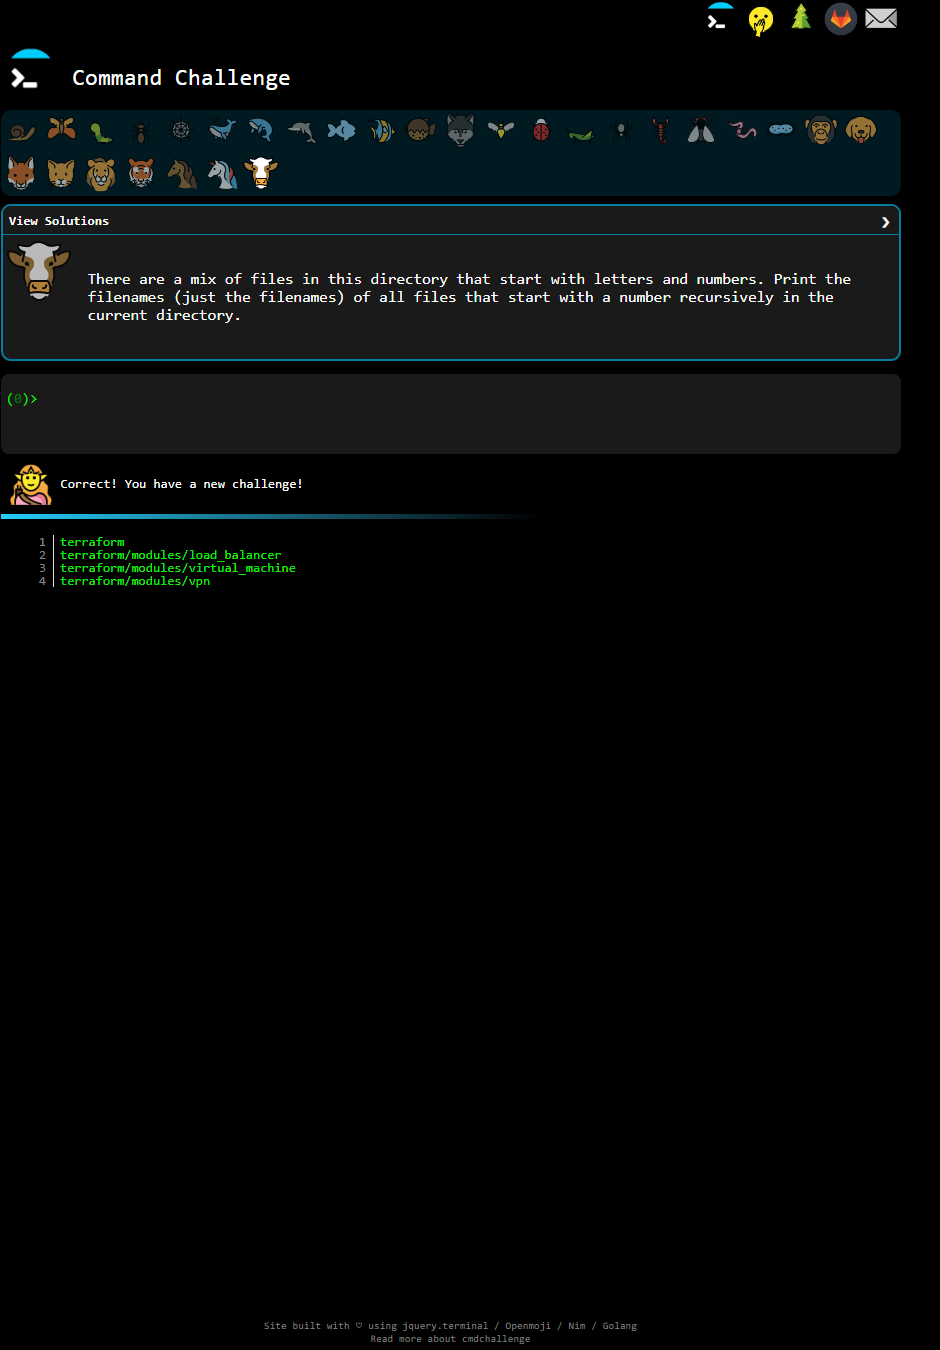 Command Challenge
View Solutions
There are a mix of files in this directory that start with letters and numbers. Print the
filenames (just the filenames) of all files that start with a number recursively in the
current directory.
(0)>
Correct! You have a new challenge!
1 terraform
2 terraform/modules/load_balancer
3 terraform/modules/virtual_machine
4 terraform/modules/vpn
Site built with ♡ using jquery.terminal / Openmoji / Nim / Golang
Read more about cmdchallenge